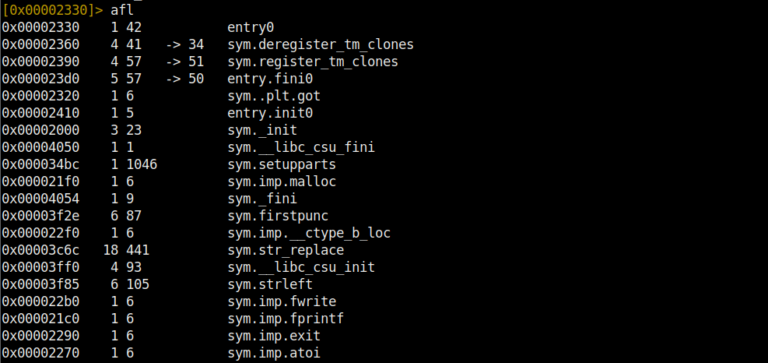 [0x00002330]> afl
0x00002330 1 42 entry0
0x00002360 4 41 -> 34 sym.deregister_tm_clones
0x00002390 4 57 -> 51 sym.register_tm_clones
0x000023d0 5 57 -> 50 entry.fini0
0x00002320 1 6 sym..plt.got
0x00002410 1 5 entry.init0
0x00002000 3 23 sym._init
0x00004050 1 1 sym.__libc_csu_fini
0x000034bc 1 1046 sym.setupparts
0x000021f0 1 6 sym.imp.malloc
0x00004054 1 9 sym._fini
0x00003f2e 6 87 sym.firstpunc
0x000022f0 1 6 sym.imp.__ctype_b_loc
0x00003c6c 18 441 sym.str_replace
0x00003ff0 4 93 sym.__libc_csu_init
0x00003f85 6 105 sym.strleft
0x000022b0 1 6 sym.imp.fwrite
0x000021c0 1 6 sym.imp.fprintf
0x00002290 1 6 sym.imp.exit
0x00002270 1 6 sym.imp.atoi